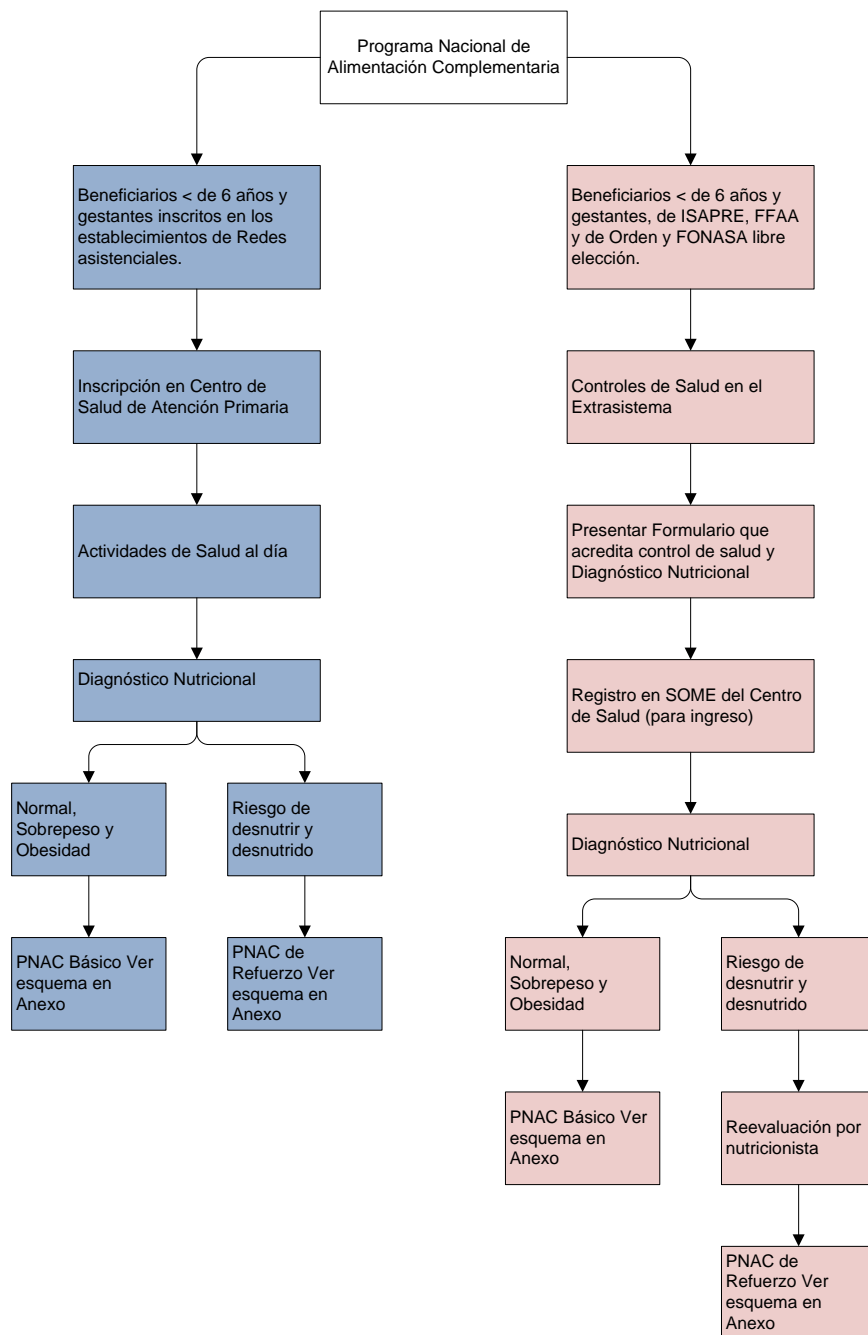 Programa Nacional de
Alimentación Complementaria
Beneficiarios < de 6 años y
gestantes inscritos en los
establecimientos de Redes
asistenciales.
Inscripción en Centro de
Salud de Atención Primaria
Actividades de Salud al día
Diagnóstico Nutricional
Normal,
Sobrepeso y
Obesidad
PNAC Básico Ver
esquema en
Anexo
Riesgo de
desnutrir y
desnutrido
PNAC de
Refuerzo Ver
esquema en
Anexo
Beneficiarios < de 6 años y
gestantes, de ISAPRE, FFAA
y de Orden y FONASA libre
elección.
Controles de Salud en el
Extrasistema
Presentar Formulario que
acredita control de salud y
Diagnóstico Nutricional
Registro en SOME del Centro
de Salud (para ingreso)
Diagnóstico Nutricional
Normal,
Sobrepeso y
Obesidad
PNAC Básico Ver
esquema en
Anexo
Riesgo de
desnutrir y
desnutrido
Reevaluación por
nutricionista
PNAC de
Refuerzo Ver
esquema en
Anexo